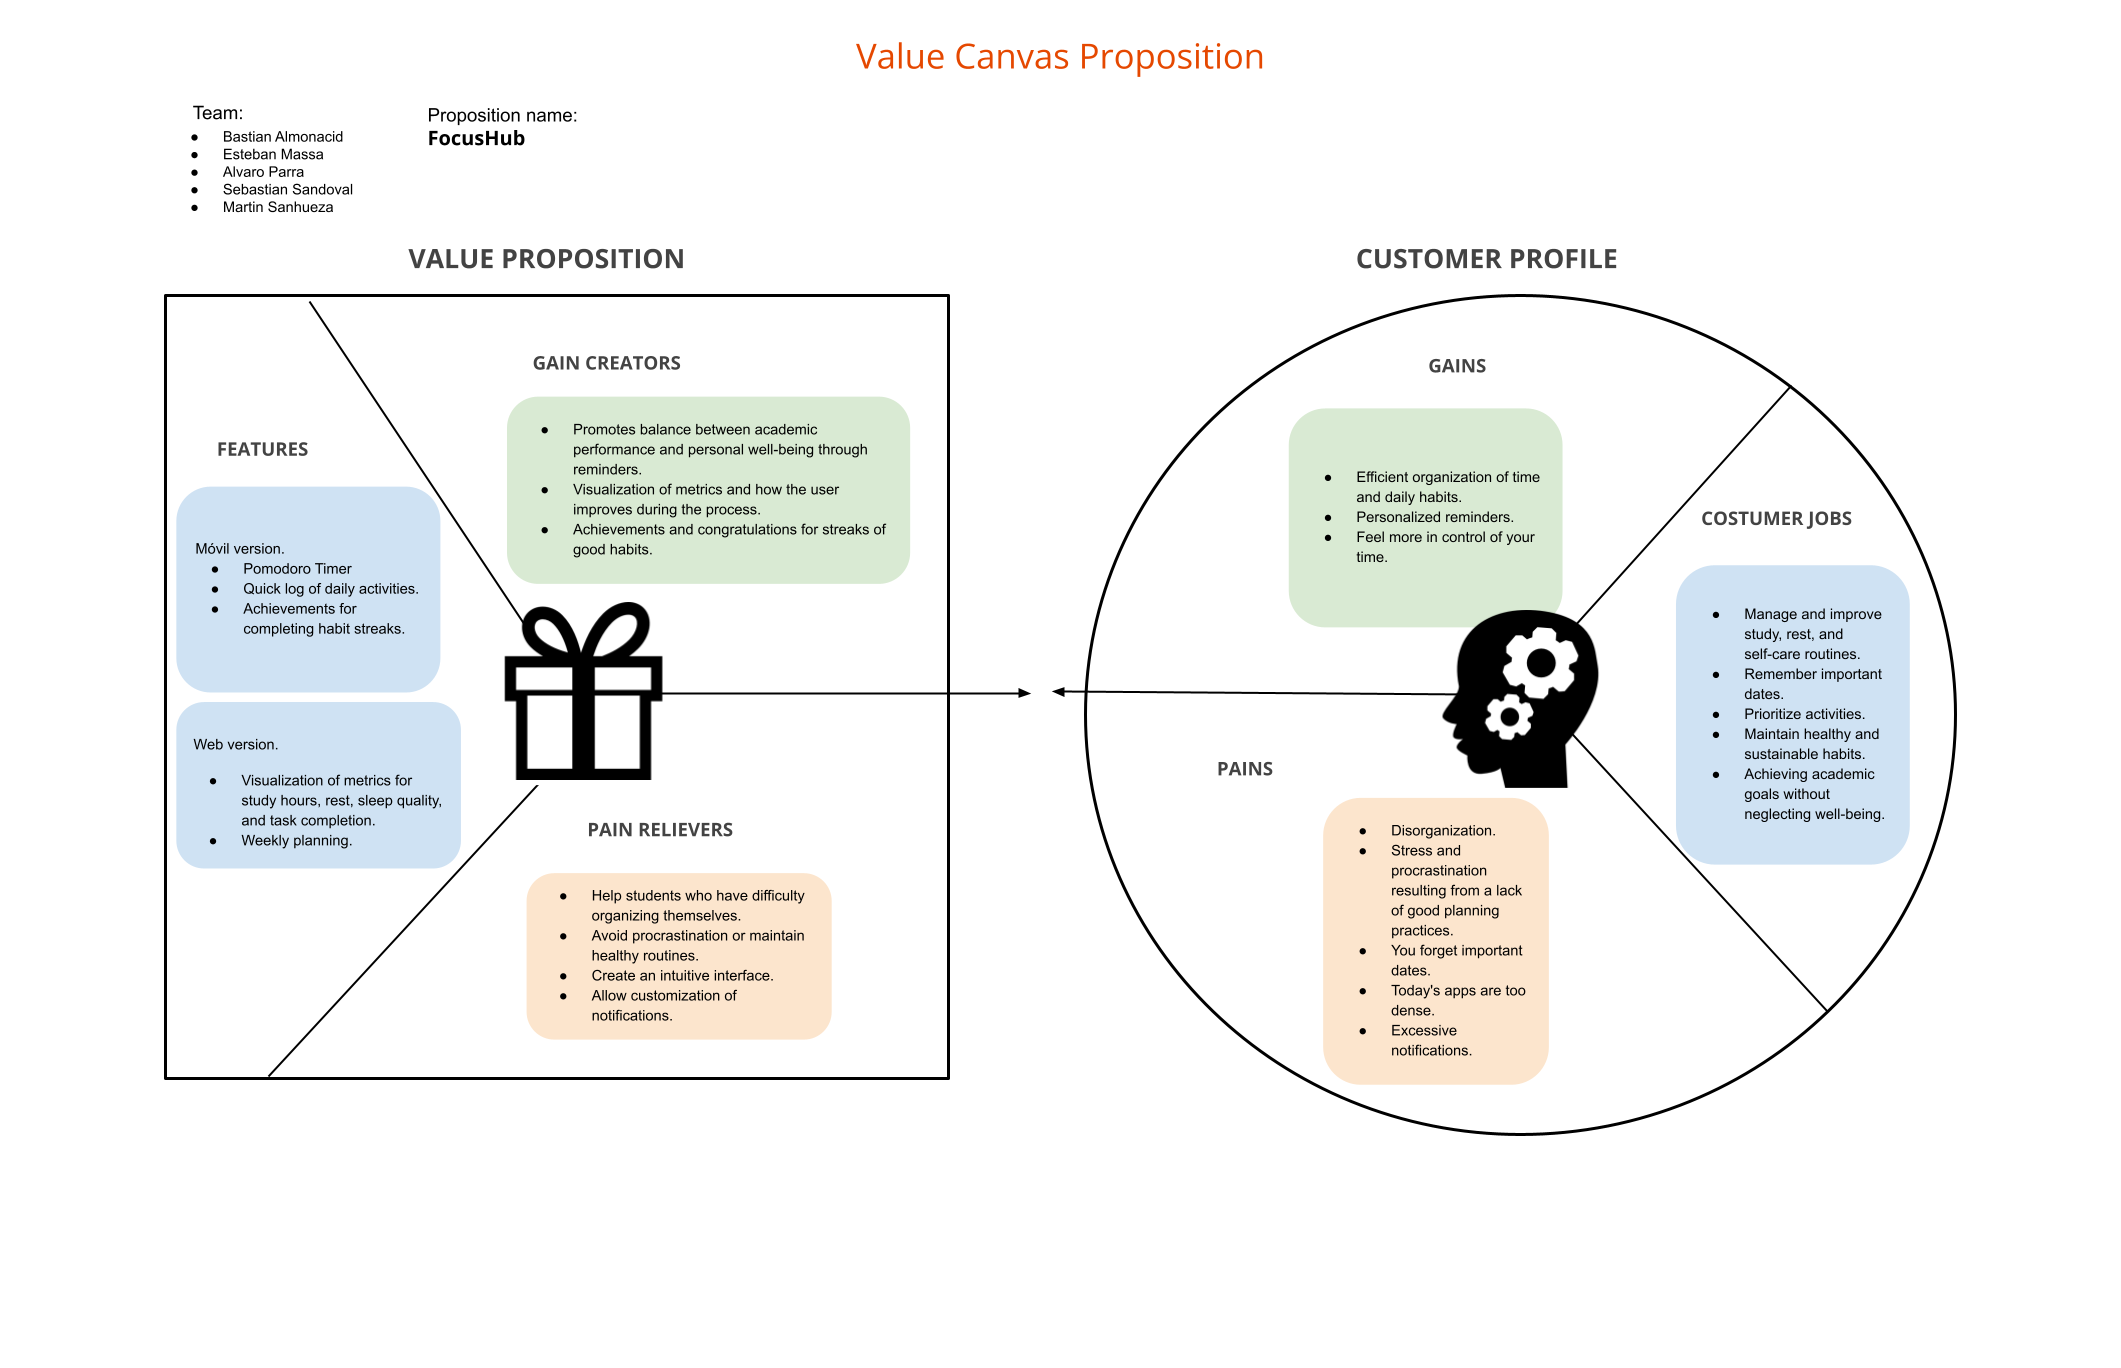 Value Canvas Proposition
Team:
● Bastian Almonacid
● Esteban Massa
● Alvaro Parra
● Sebastian Sandoval
● Martin Sanhueza
Proposition name:
FocusHub
VALUE PROPOSITION
FEATURES
Móvil version.
● Pomodoro Timer
● Quick log of daily activities.
● Achievements for
completing habit streaks.
Web version.
● Visualization of metrics for
study hours, rest, sleep quality,
and task completion.
● Weekly planning.
GAIN CREATORS
● Promotes balance between academic
performance and personal well-being through
reminders.
● Visualization of metrics and how the user
improves during the process.
● Achievements and congratulations for streaks of
good habits.
PAIN RELIEVERS
● Help students who have difficulty
organizing themselves.
● Avoid procrastination or maintain
healthy routines.
● Create an intuitive interface.
● Allow customization of
notifications.
CUSTOMER PROFILE
GAINS
● Efficient organization of time
and daily habits.
● Personalized reminders.
● Feel more in control of your
time.
COSTUMER JOBS
● Manage and improve
study, rest, and
self-care routines.
● Remember important
dates.
● Prioritize activities.
● Maintain healthy and
sustainable habits.
● Achieving academic
goals without
neglecting well-being.
PAINS
● Disorganization.
● Stress and
procrastination
resulting from a lack
of good planning
practices.
● You forget important
dates.
● Today's apps are too
dense.
● Excessive
notifications.